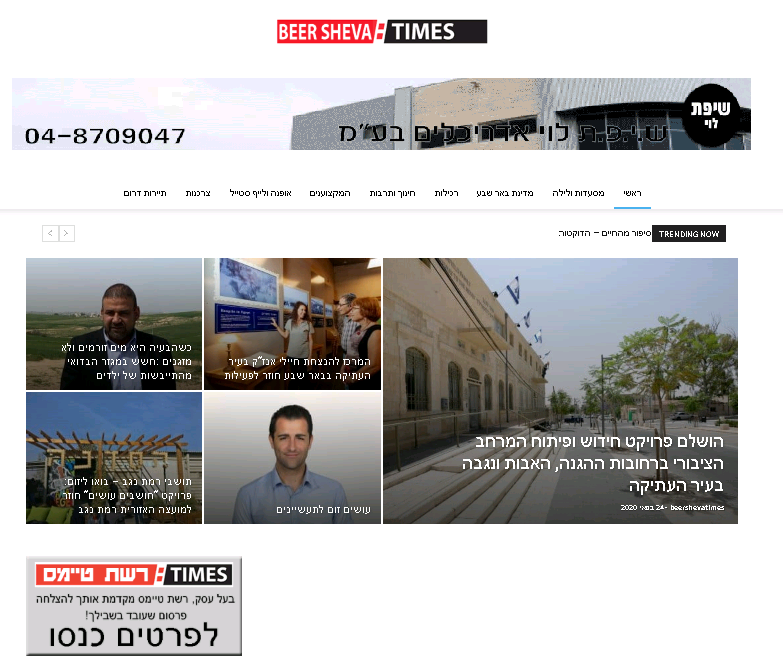 BEER SHEVA TIMES
שיפת
לוי
ש.י.פ.ת לוי אדריכלים בע"מ
04-8709047
ראשי
מסעדות ולילה
מדינת באר שבע
רכילות
חינוך ותרבות
המקצוענים
אופנה ולייף סטייל
צרכנות
תיירות דרום
TRENDING NOW
סיפור מהחיים – הדוקטות
הושלם פרויקט חידוש ופיתוח המרחב
הציבורי ברחובות ההגנה, האבות ונגבה
בעיר העתיקה
beershevatimes - 24 במאי 2020
המרכז להנצחת חיילי אנז"ק בעיר
העתיקה בבאר שבע חוזר לפעילות
כשהבעיה היא מים זורמים ולא
מזגנים: חשש במגזר הבדואי
מהתייבשות של ילדים
עושים זום לתעשיינים
תושבי רמת נגב – בואו ליזום:
פרויקט "חושבים עושים" חוזר
למועצה האזורית רמת נגב
רשת טיימס TIMES
בעל עסק, רשת טיימס מקדמת אותך להצלחה
פרסום שעובד בשבילך!
לפרטים כנסו